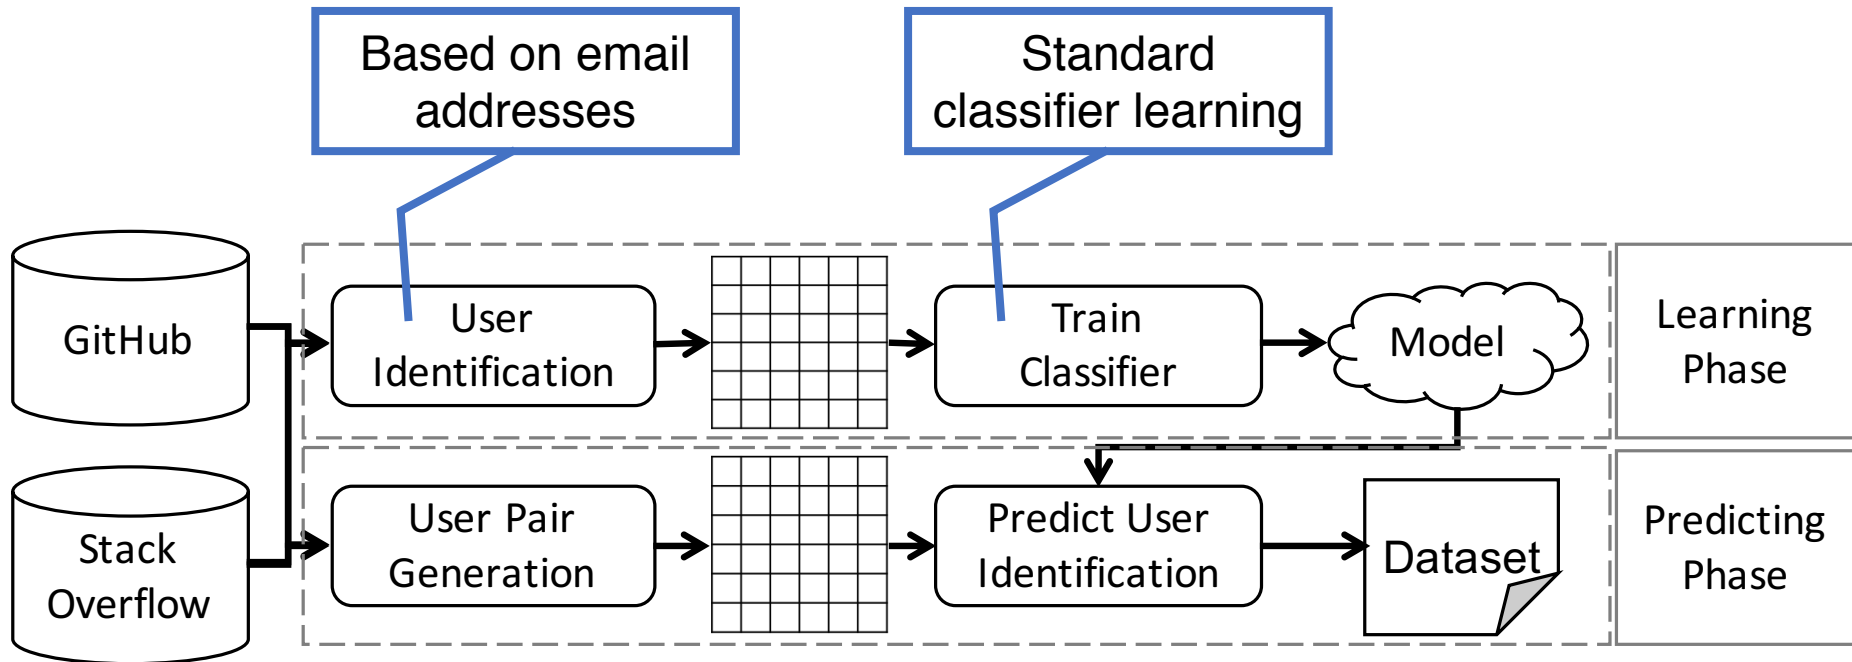 Based on email
addresses
Standard
classifier learning
GitHub
User
Identification
Train
Classifier
Model
Learning
Phase
Stack
Overflow
User Pair
Generation
Predict User
Identification
Dataset
Predicting
Phase